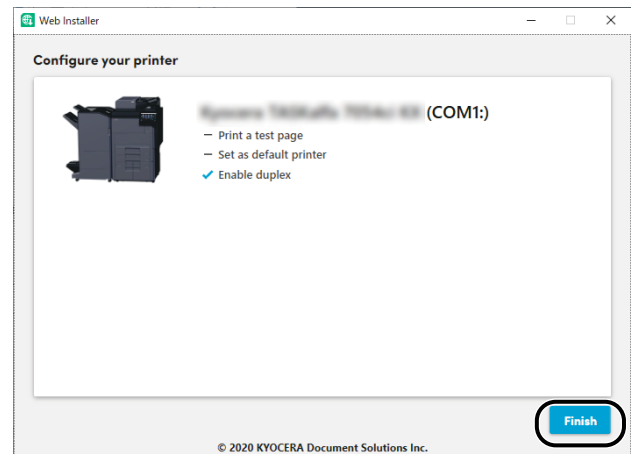 Web Installer
Configure your printer
(COM1:)
Print a test page
Set as default printer
Enable duplex
Finish
© 2020 KYOCERA Document Solutions Inc.